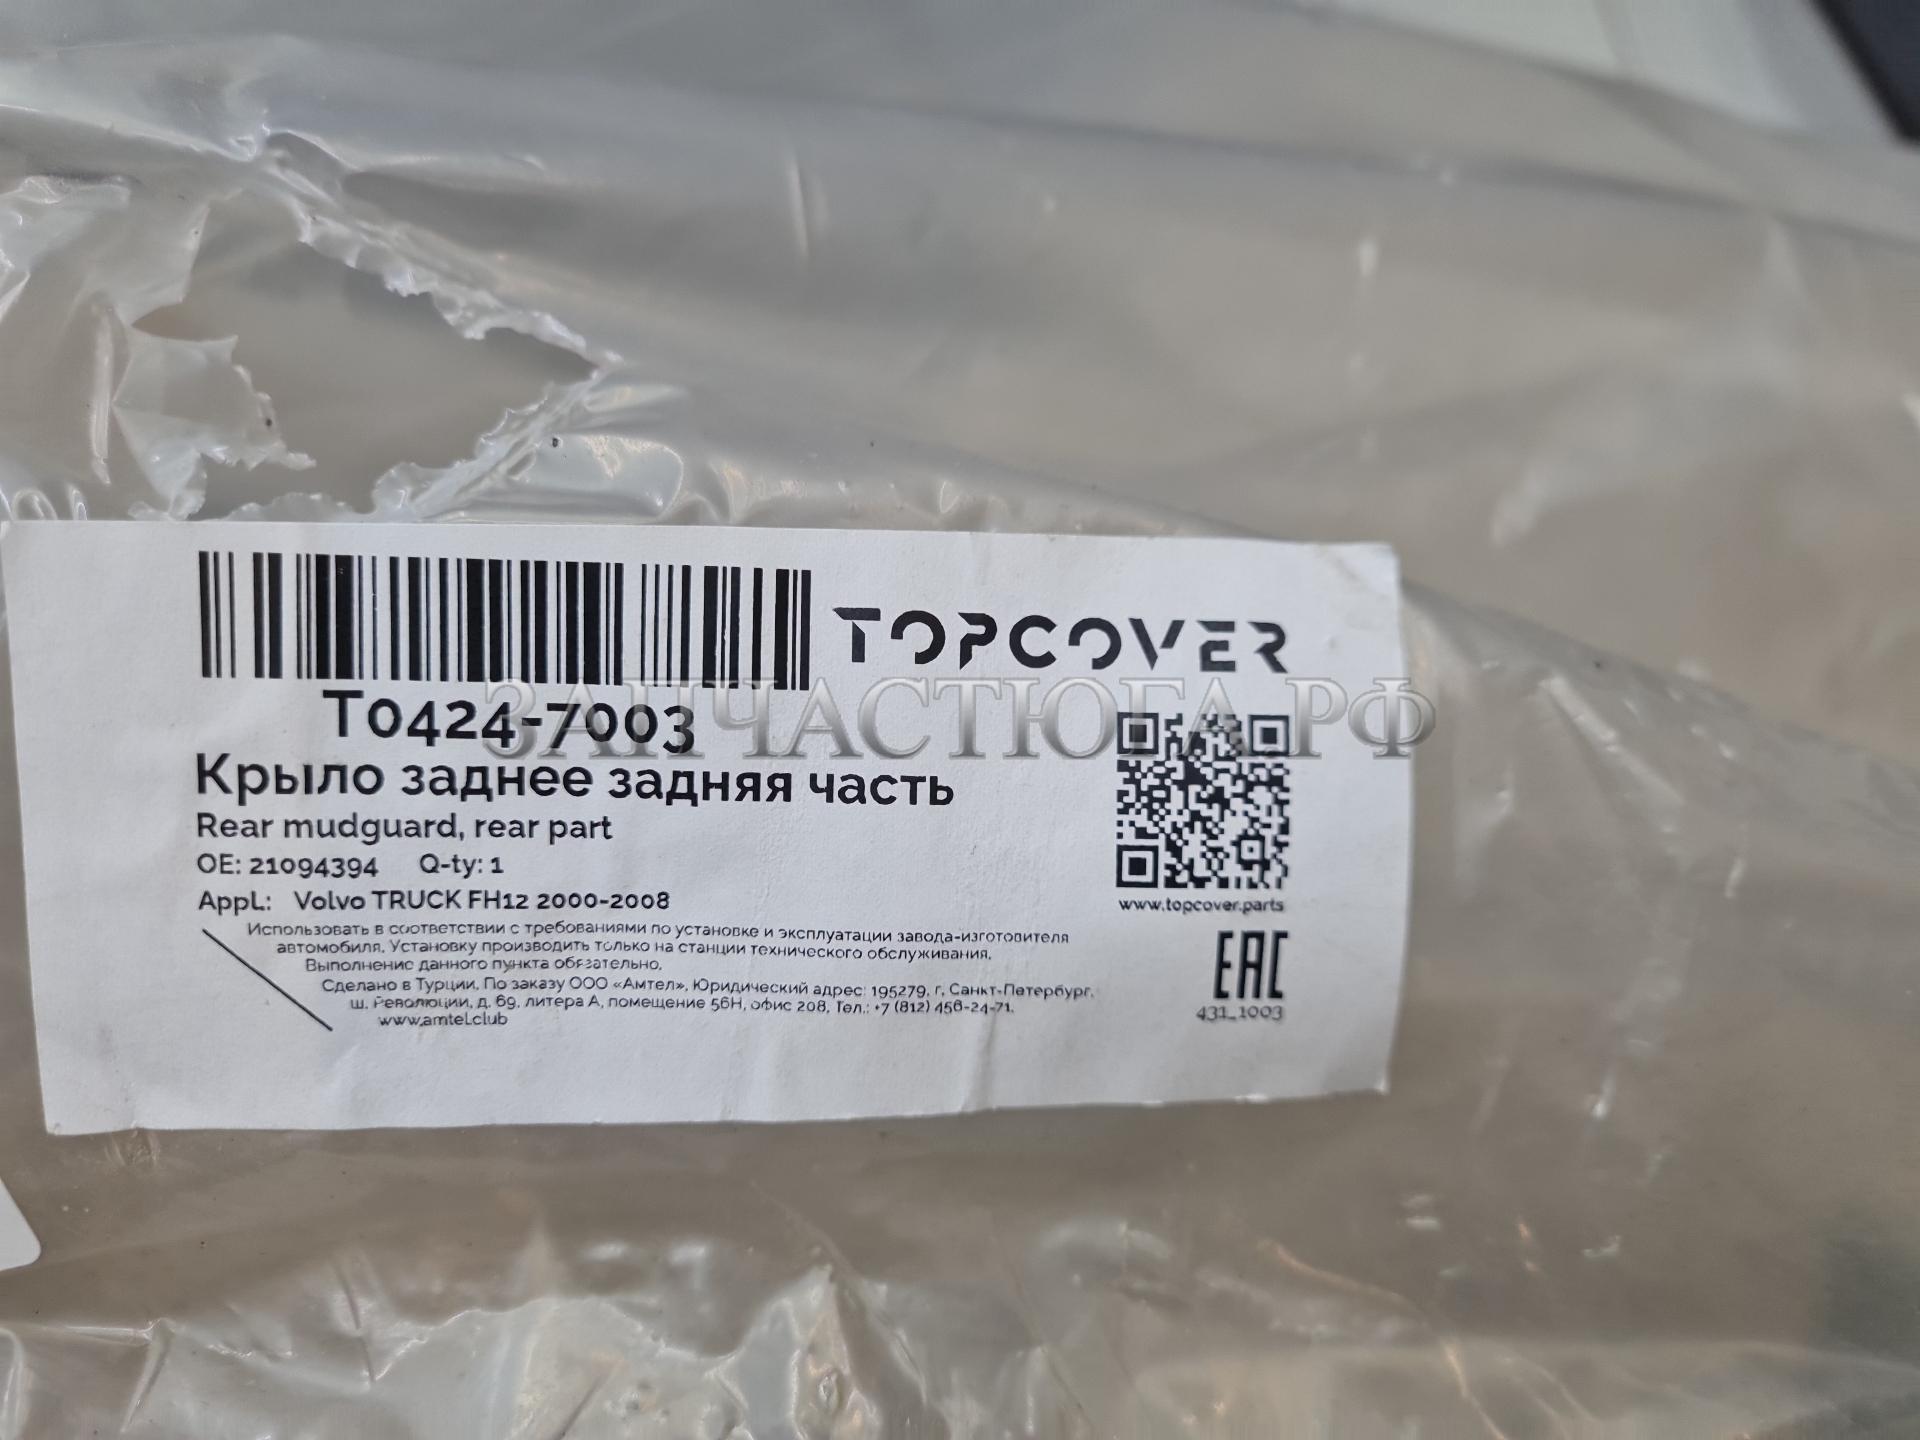 TOPCOVER
T0424-7003
ЗАПЧАСТЮГА.РФ
Крыло заднее задняя часть
Rear mudguard, rear part
OE: 21094394 Q-ty: 1
Appl.: Volvo TRUCK FH12 2000-2008
www.topcover.parts
Использовать в соответствии с требованиями по установке и эксплуатации завода-изготовителя
автомобиля. Установку производить только на станции технического обслуживания.
Выполнение данного пункта обязательно.
Сделано в Турции. По заказу ООО «Амтел», Юридический адрес: 195279, г. Санкт-Петербург,
ш. Революции, д. 69, литера А, помещение 56Н, офис 208, Тел.: +7 (812) 456-24-71.
www.amtel.club
EAC
431_1003